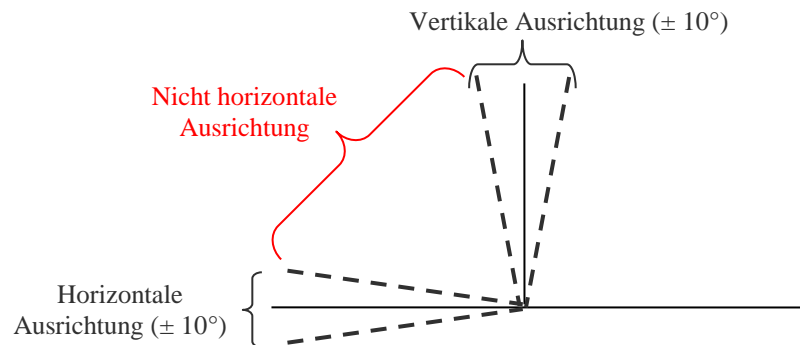 Vertikale Ausrichtung (± 10°)
Nicht horizontale
Ausrichtung
Horizontale
Ausrichtung (± 10°)